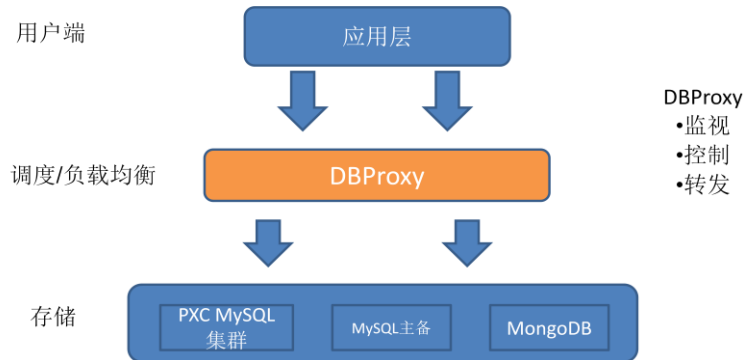 用户端
应用层
DBProxy
•监视
•控制
•转发
调度/负载均衡
DBProxy
存储
PXC MySQL
集群
MySQL主备
MongoDB